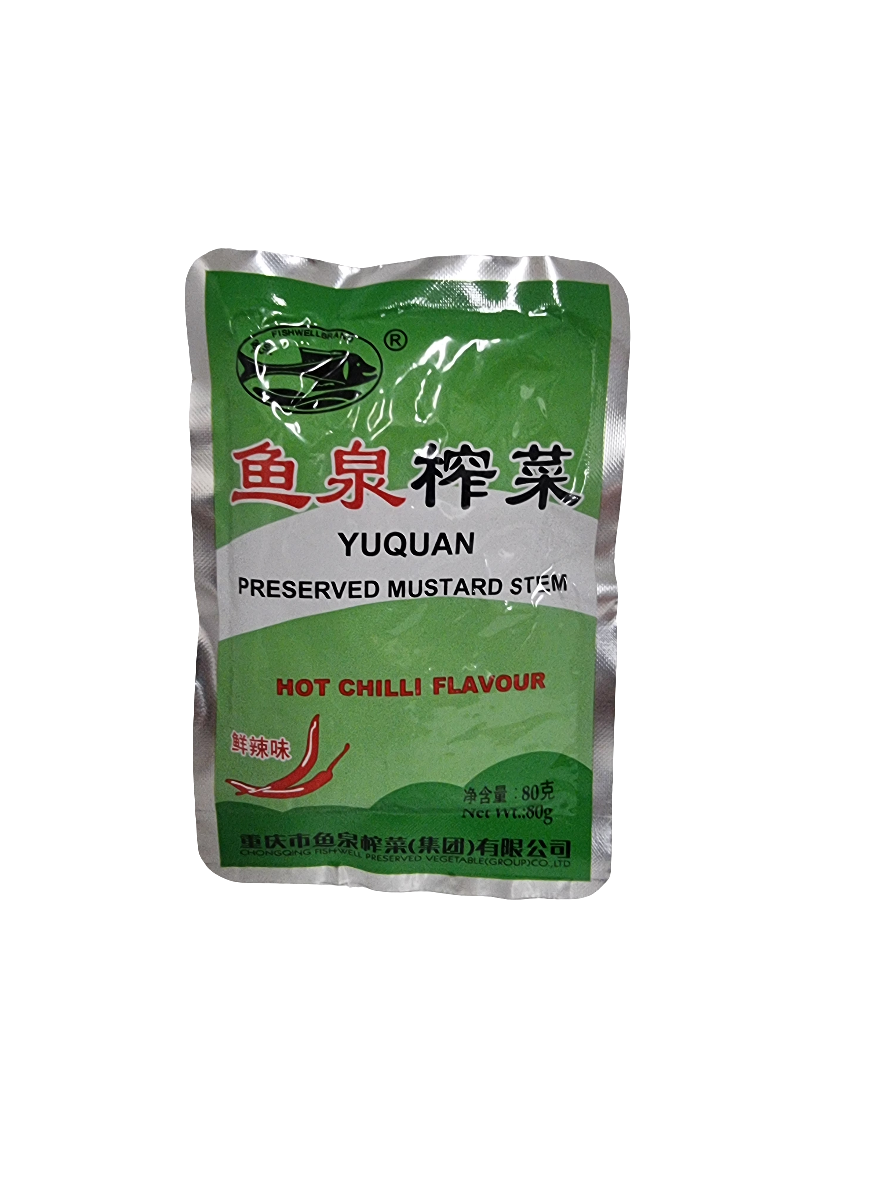 FISHWELL BRAND
®
鱼泉榨菜
YUQUAN
PRESERVED MUSTARD STEM
HOT CHILLI FLAVOUR
鲜辣味
净含量:80克
Net Wt.:80g
重庆市鱼泉榨菜(集团)有限公司
CHONGQING FISHWELL PRESERVED VEGETABLE(GROUP)CO.,LTD